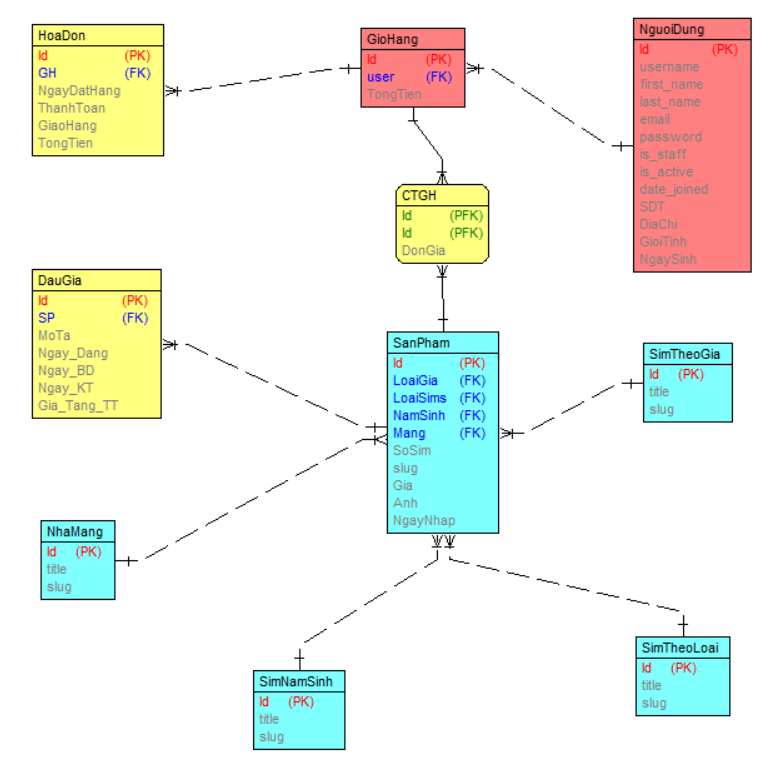 HoaDon
Id (PK)
GH (FK)
NgayDatHang
ThanhToan
GiaoHang
TongTien
GioHang
Id (PK)
user (FK)
TongTien
NguoiDung
Id (PK)
username
first_name
last_name
email
password
is_staff
is_active
date_joined
SDT
DiaChi
GioiTinh
NgaySinh
CTGH
Id (PFK)
Id (PFK)
DonGia
DauGia
Id (PK)
SP (FK)
MoTa
Ngay_Dang
Ngay_BD
Ngay_KT
Gia_Tang_TT
SanPham
Id (PK)
LoaiGia (FK)
LoaiSims (FK)
NamSinh (FK)
Mang (FK)
SoSim
slug
Gia
Anh
NgayNhap
SimTheoGia
Id (PK)
title
slug
NhaMang
Id (PK)
title
slug
SimNamSinh
Id (PK)
title
slug
SimTheoLoai
Id (PK)
title
slug